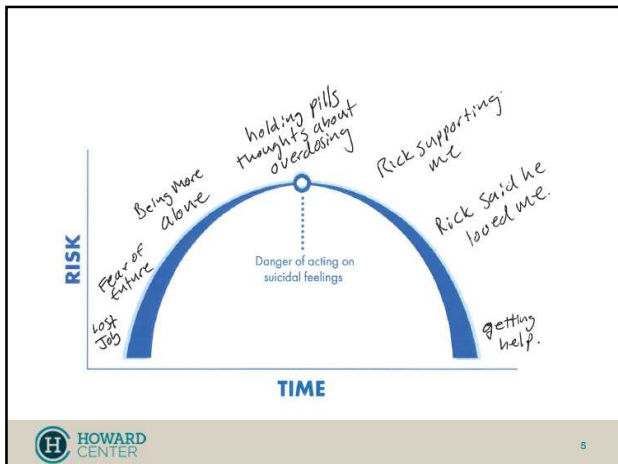 holding pills
thoughts about
overdosing
Rick supporting
me
Being More
alone
Rick said he
loved me.
Fear of
future
Lost
Job
getting
help.
RISK
Danger of acting on
suicidal feelings
TIME
H HOWARD
CENTER
5